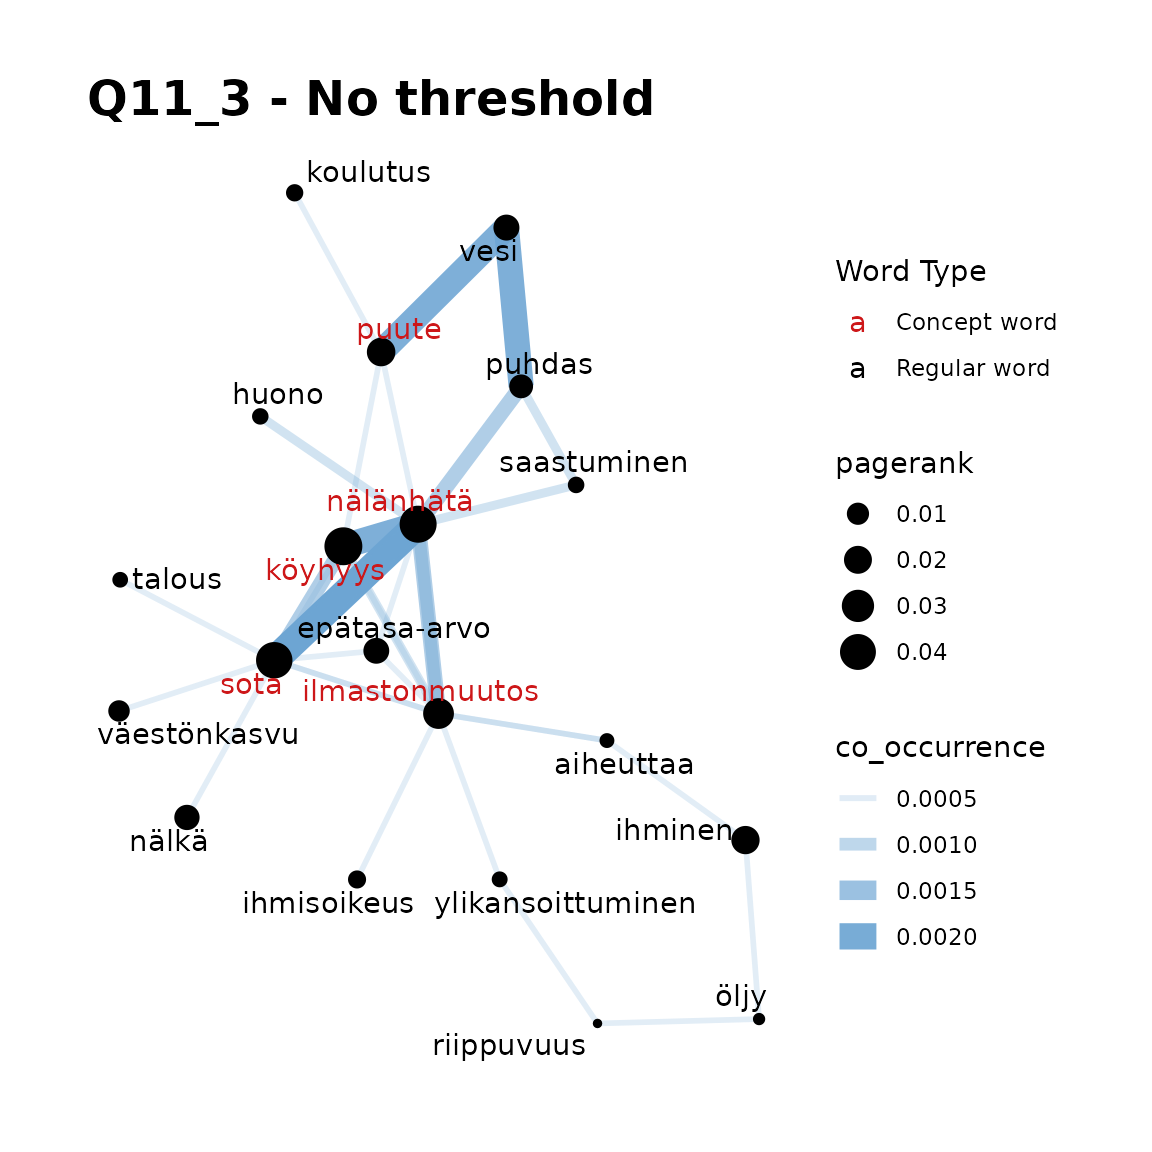 Q11_3 - No threshold
koulutus
vesi
puute
puhdas
huono
saastuminen
nälänhätä
köyhyys
talous
epätasa-arvo
sota
ilmastonmuutos
väestönkasvu
aiheuttaa
ihminen
nälkä
ihmisoikeus
ylikansoittuminen
öljy
riippuvuus
Word Type
a Concept word
a Regular word
pagerank
0.01
0.02
0.03
0.04
co_occurrence
0.0005
0.0010
0.0015
0.0020